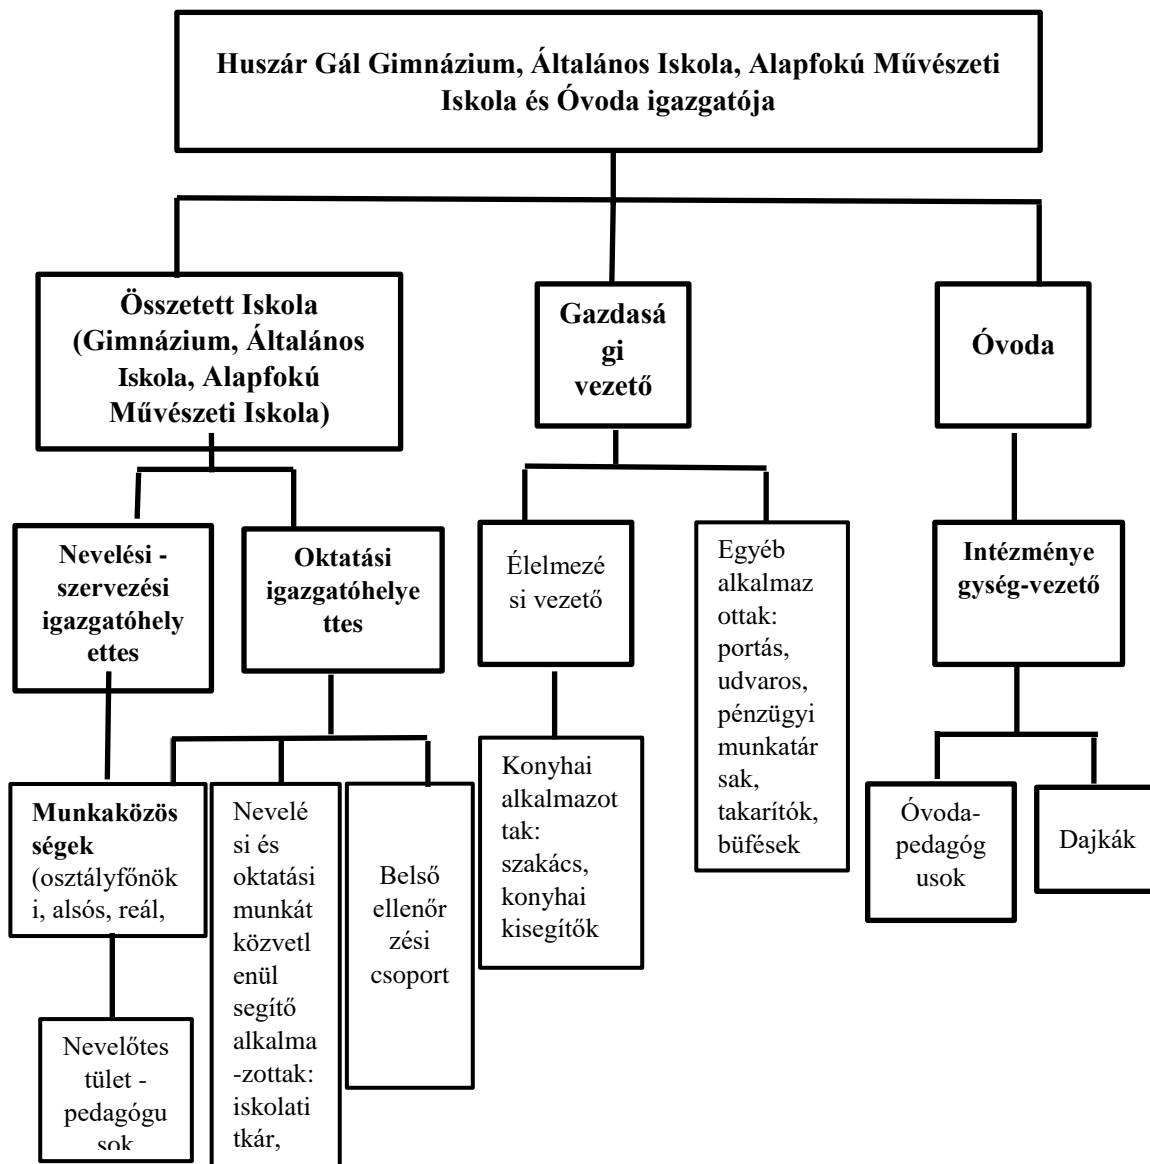 Huszár Gál Gimnázium, Általános Iskola, Alapfokú Művészeti
Iskola és Óvoda igazgatója
Összetett Iskola
(Gimnázium, Általános
Iskola, Alapfokú
Művészeti Iskola)
Gazdasá
gi
vezető
Óvoda
Nevelési -
szervezési
igazgatóhely
ettes
Oktatási
igazgatóhelye
ttes
Élelmezé
si vezető
Egyéb
alkalmaz
ottak:
portás,
udvaros,
pénzügyi
munkatár
sak,
takarítók,
büfések
Intézménye
gység-vezető
Munkaközös
ségek
(osztályfőnök
i, alsós, reál,
Nevelé
si és
oktatási
munkát
közvetl
enül
segítő
alkalma
-zottak:
iskolati
tkár,
Belső
ellenőr
zési
csoport
Konyhai
alkalmazot
tak:
szakács,
konyhai
kisegítők
Óvoda-
pedagóg
usok
Dajkák
Nevelőtes
tület -
pedagógu
sok